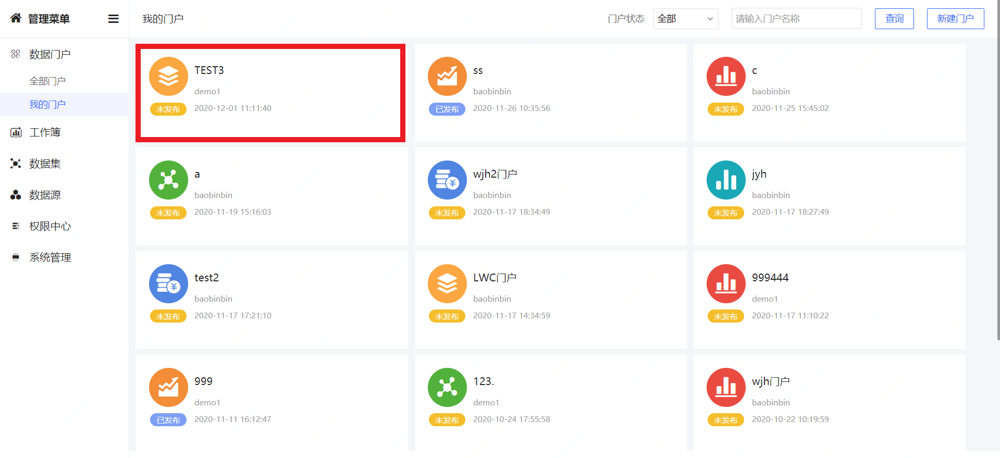 管理菜单
数据门户
全部门户
我的门户
工作簿
数据集
数据源
权限中心
系统管理
我的门户
门户状态
全部
请输入门户名称
查询
新建门户
TEST3
demo1
未发布
2020-12-01 11:11:40
ss
baobinbin
已发布
2020-11-26 10:35:56
c
baobinbin
未发布
2020-11-25 15:45:02
a
baobinbin
未发布
2020-11-19 15:16:03
wjh2门户
baobinbin
未发布
2020-11-17 18:34:49
jyh
baobinbin
未发布
2020-11-17 18:27:49
test2
baobinbin
未发布
2020-11-17 17:21:10
LWC门户
baobinbin
未发布
2020-11-17 14:34:59
999444
demo1
未发布
2020-11-17 11:10:22
999
demo1
已发布
2020-11-11 16:12:47
123.
demo1
未发布
2020-10-24 17:55:58
wjh门户
baobinbin
未发布
2020-10-22 10:19:59